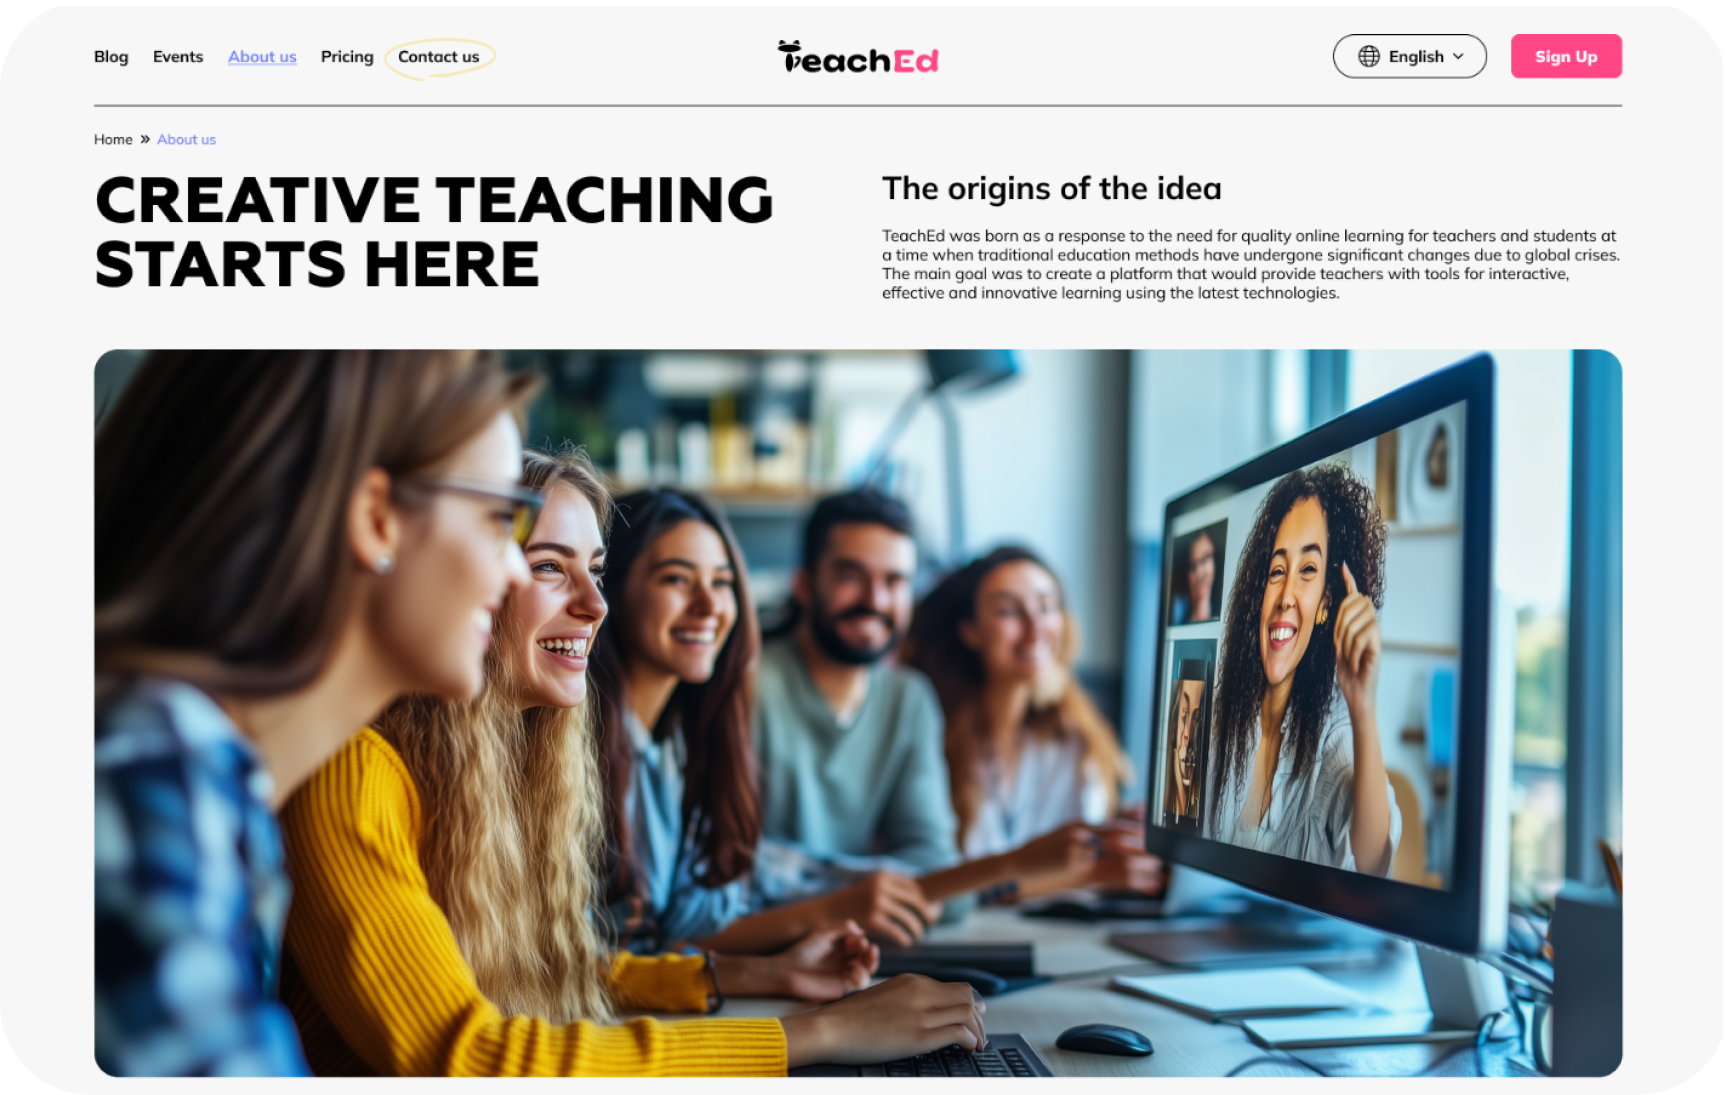 Blog Events About us Pricing Contact us
TeachEd
English
Sign Up
Home » About us
CREATIVE TEACHING
STARTS HERE
The origins of the idea
TeachEd was born as a response to the need for quality online learning for teachers and students at
a time when traditional education methods have undergone significant changes due to global crises.
The main goal was to create a platform that would provide teachers with tools for interactive,
effective and innovative learning using the latest technologies.